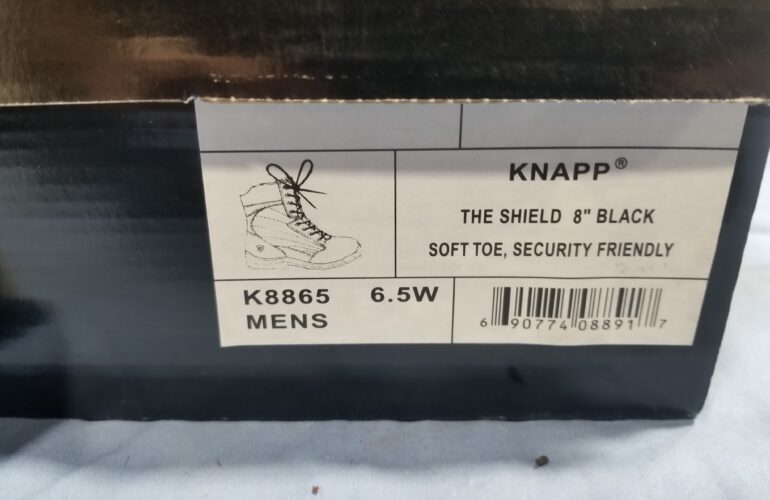 KNAPP®
THE SHIELD 8" BLACK
SOFT TOE, SECURITY FRIENDLY
K8865 6.5W
MENS
6 90774 08891 7